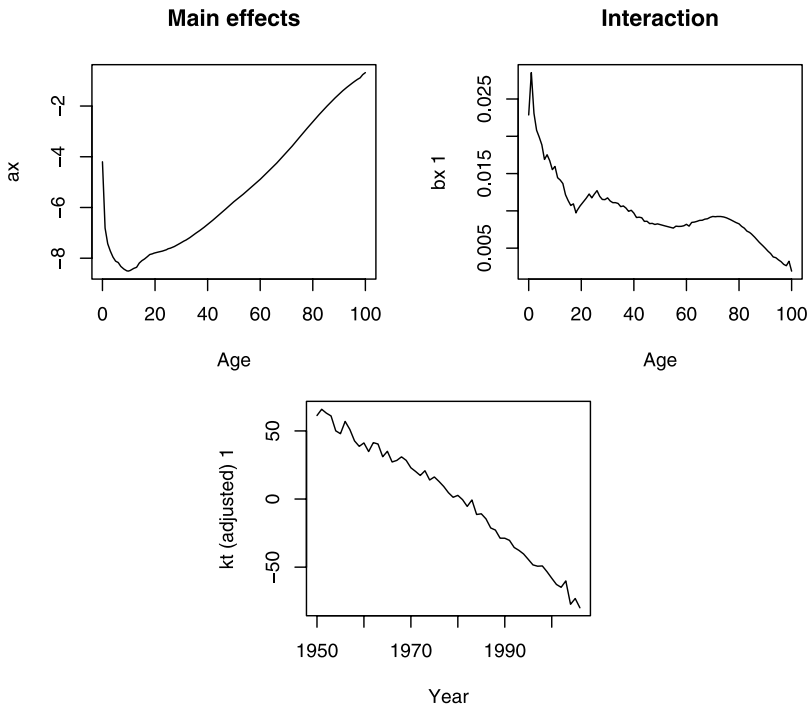 Main effects
Interaction
ax
−2
−4
−6
−8
0 20 40 60 80 100
Age
bx 1
0.025
0.015
0.005
0 20 40 60 80 100
Age
kt (adjusted) 1
50
0
−50
1950 1970 1990
Year